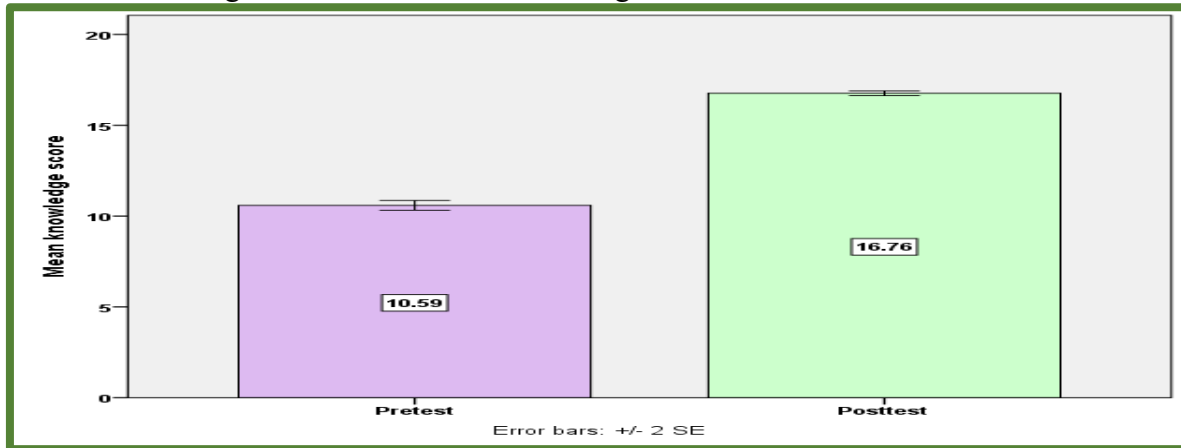 20
15
10
5
0
Mean knowledge score
10.59
16.76
Pretest
Posttest
Error bars: +/- 2 SE